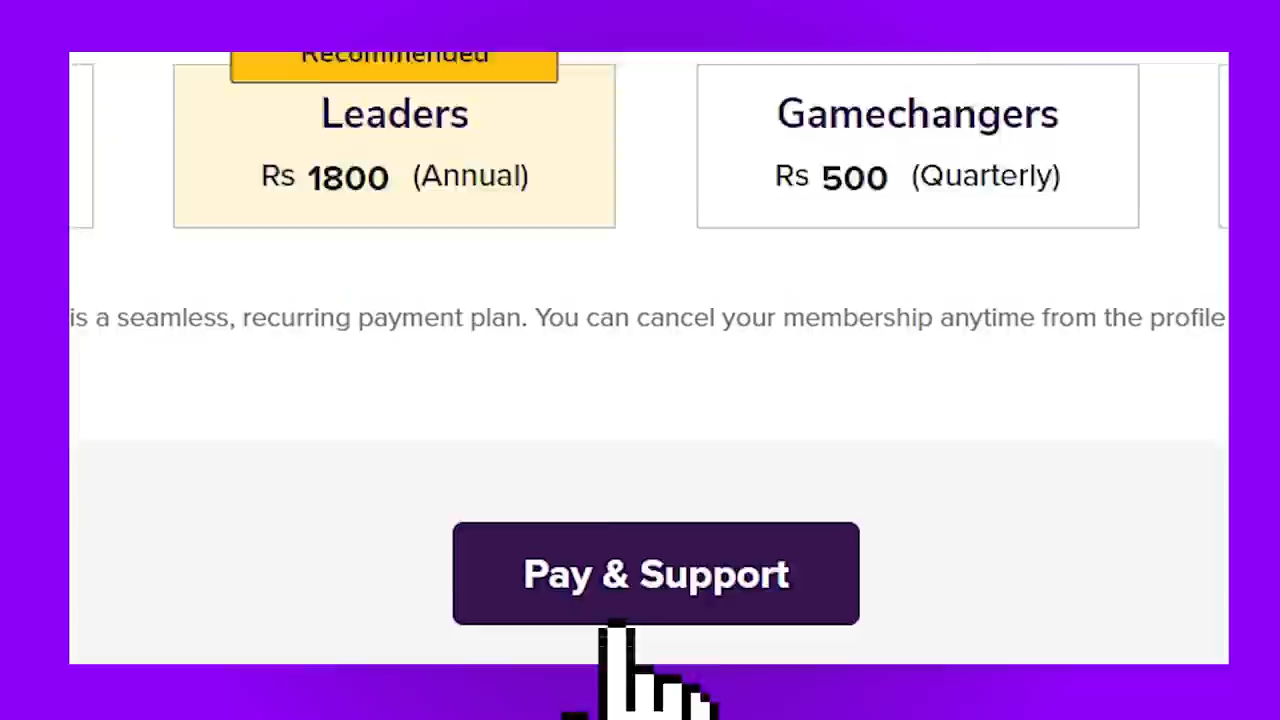 Recommended
Leaders
Rs 1800 (Annual)
Gamechangers
Rs 500 (Quarterly)
is a seamless, recurring payment plan. You can cancel your membership anytime from the profile
Pay & Support